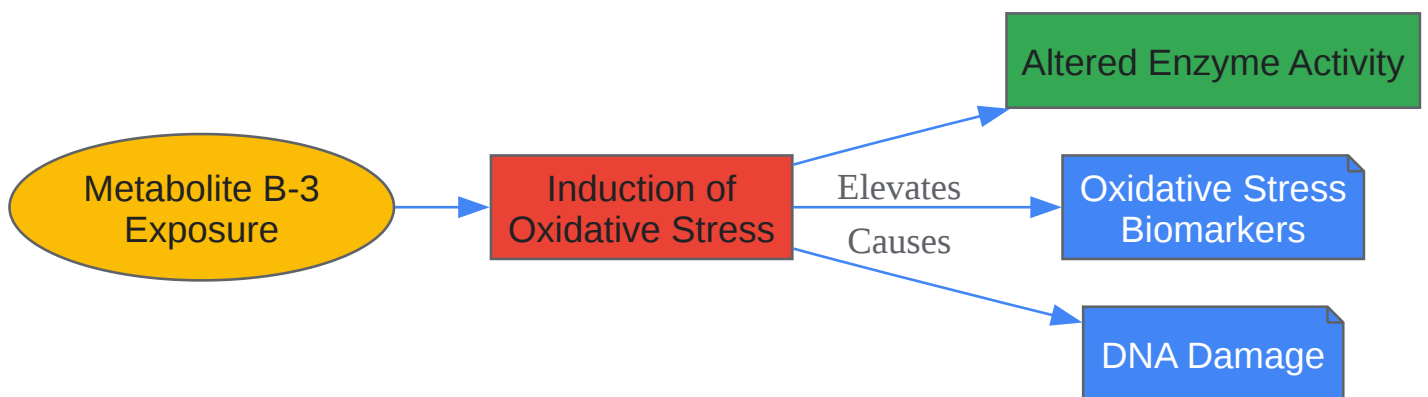 Altered Enzyme Activity
Metabolite B-3
Exposure
Induction of
Oxidative Stress
Elevates
Causes
Oxidative Stress
Biomarkers
DNA Damage